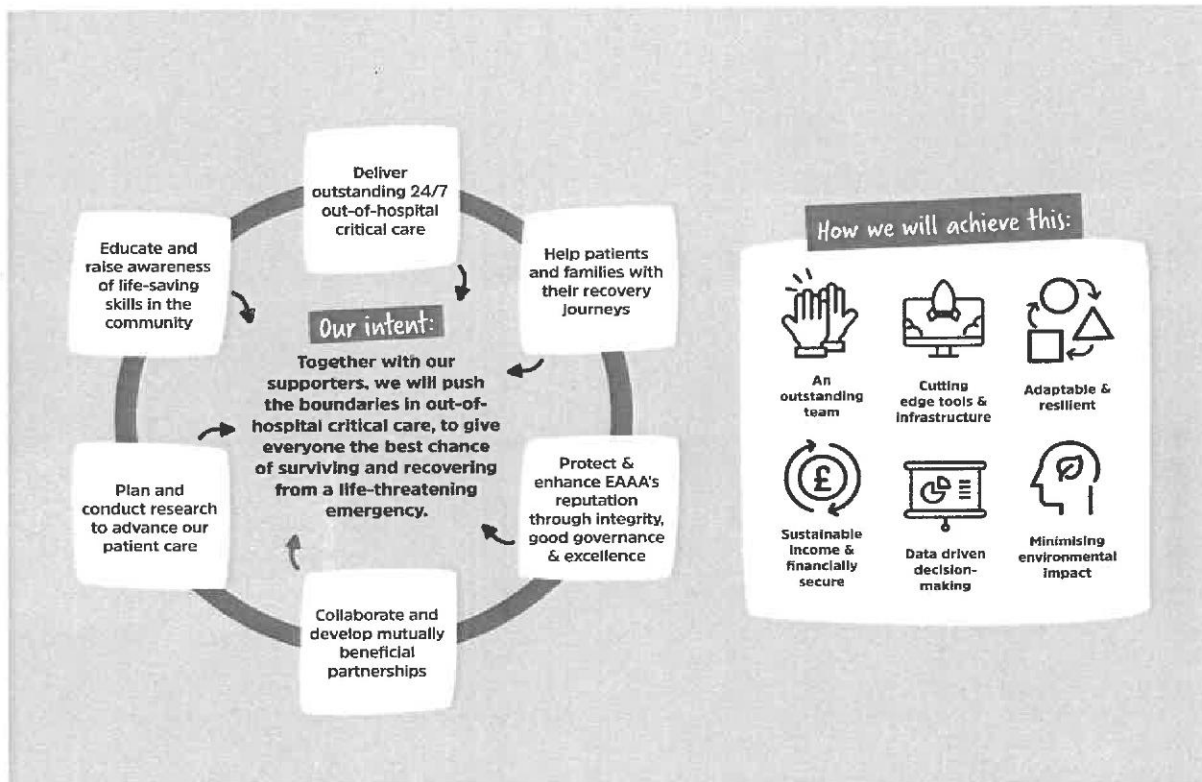 Deliver
outstanding 24/7
out-of-hospital
critical care
Help patients
and families with
their recovery
journeys
Protect &
enhance EAAA's
reputation
through integrity,
good governance
& excellence
Collaborate and
develop mutually
beneficial
partnerships
Plan and
conduct research
to advance our
patient care
Educate and
raise awareness
of life-saving
skills in the
community
Our intent:
Together with our
supporters, we will push
the boundaries in out-of-
hospital critical care, to give
everyone the best chance
of surviving and recovering
from a life-threatening
emergency.
How we will achieve this:
An
outstanding
team
Cutting
edge tools &
infrastructure
Adaptable &
resilient
£
Sustainable
income &
financially
secure
Data driven
decision-
making
Minimising
environmental
impact